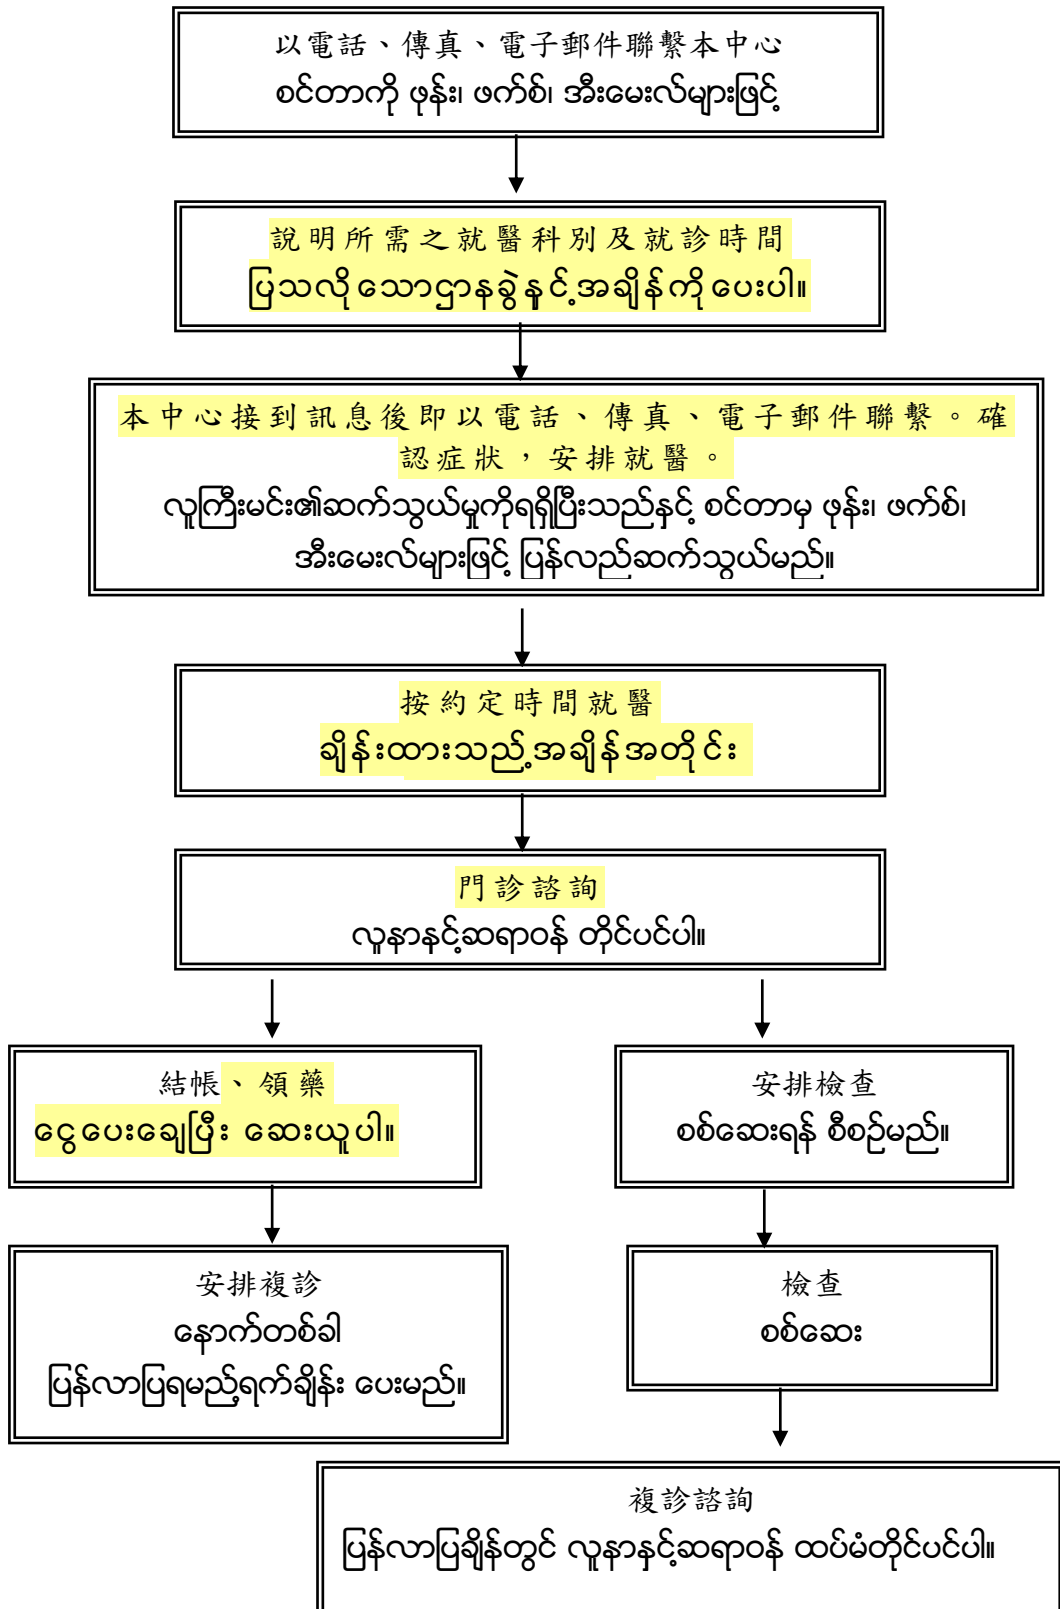 以電話、傳真、電子郵件聯繫本中心
စင်တာကို ဖုန်း၊ ဖက်စ်၊ အီးမေးလ်များဖြင့်
說明所需之就醫科別及就診時間
ပြသလိုသောဌာနခွဲနှင့်အချိန်ကိုပေးပါ။
本中心接到訊息後即以電話、傳真、電子郵件聯繫。確
認症狀，安排就醫。
လူကြီးမင်း၏ဆက်သွယ်မှုကိုရရှိပြီးသည်နှင့် စင်တာမှ ဖုန်း၊ ဖက်စ်၊
အီးမေးလ်များဖြင့် ပြန်လည်ဆက်သွယ်မည်။
按約定時間就醫
ချိန်းထားသည့်အချိန်အတိုင်း
門診諮詢
လူနာနှင့်ဆရာဝန် တိုင်ပင်ပါ။
結帳、領藥
ငွေပေးချေပြီး ဆေးယူပါ။
安排檢查
စစ်ဆေးရန် စီစဉ်မည်။
安排複診
နောက်တစ်ခါ
ပြန်လာပြရမည့်ရက်ချိန်း ပေးမည်။
檢查
စစ်ဆေး
複診諮詢
ပြန်လာပြချိန်တွင် လူနာနှင့်ဆရာဝန် ထပ်မံတိုင်ပင်ပါ။